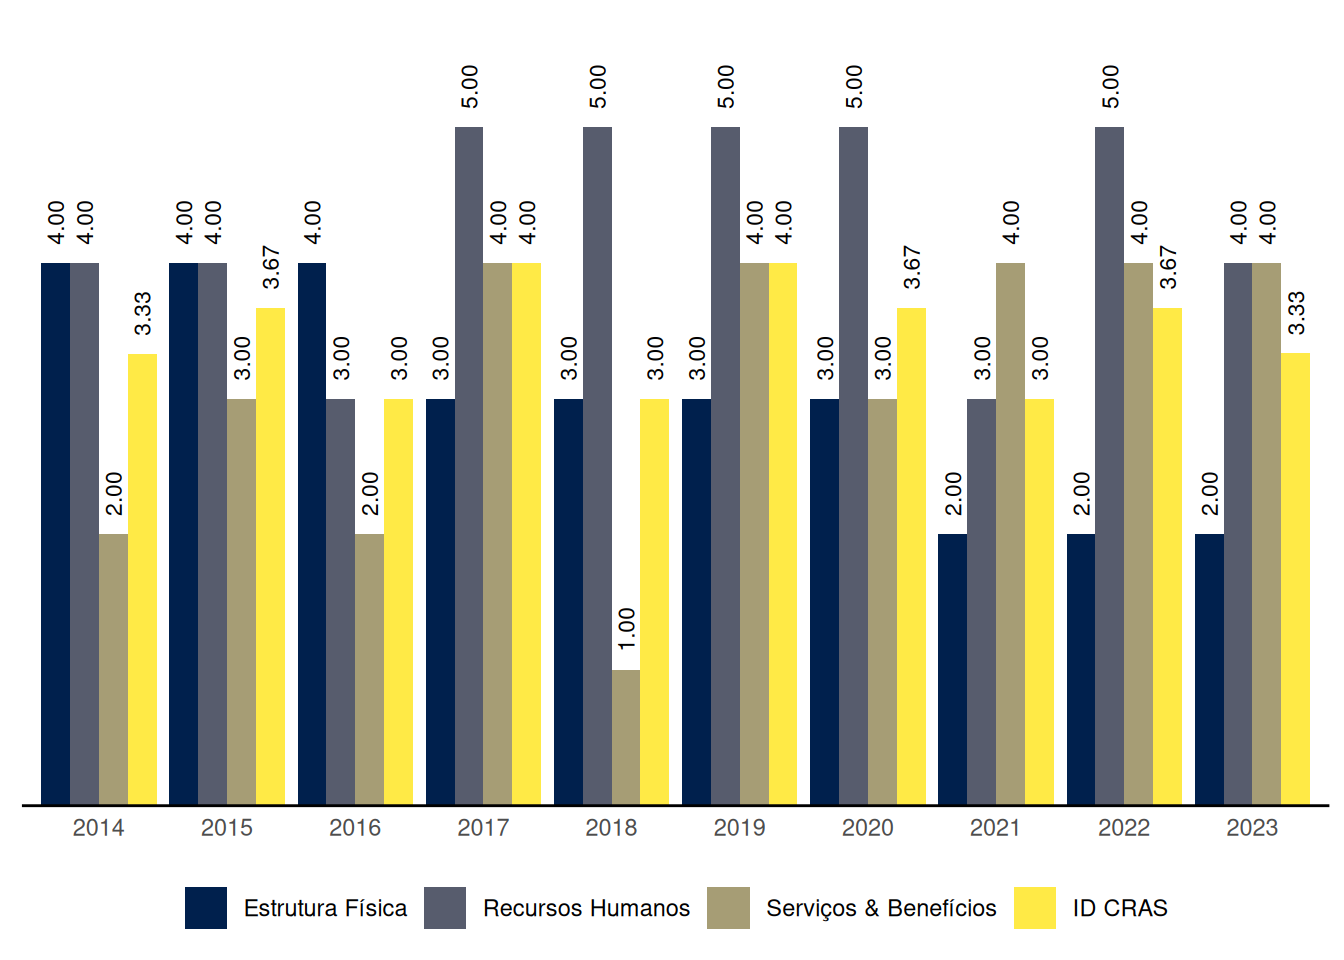 5.00 5.00 5.00 5.00 5.00
4.00 4.00 4.00 4.00 4.00 4.00 4.00 4.00 4.00 4.00 4.00 4.00 4.00 4.00
3.33 3.67 3.67 3.67 3.33
3.00 3.00 3.00 3.00 3.00 3.00 3.00 3.00 3.00 3.00 3.00
2.00 2.00 2.00 2.00 2.00
1.00
2014 2015 2016 2017 2018 2019 2020 2021 2022 2023
Estrutura Física Recursos Humanos Serviços & Benefícios ID CRAS